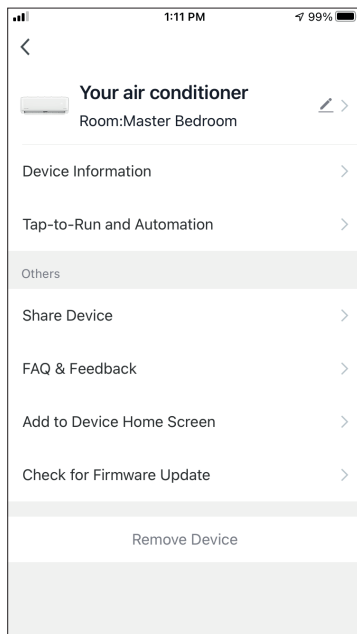 1:11 PM
99%
Your air conditioner
Room:Master Bedroom
Device Information
Tap-to-Run and Automation
Others
Share Device
FAQ & Feedback
Add to Device Home Screen
Check for Firmware Update
Remove Device